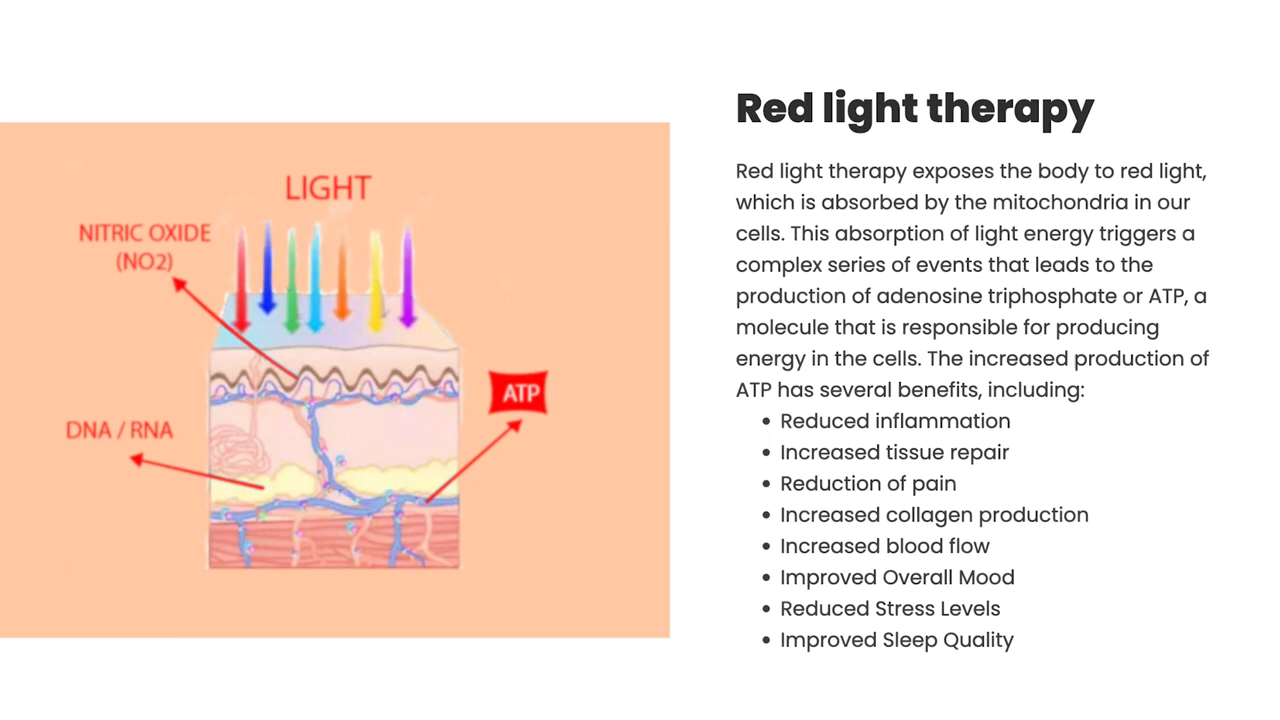 LIGHT
NITRIC OXIDE
(NO2)
ATP
DNA / RNA
Red light therapy
Red light therapy exposes the body to red light,
which is absorbed by the mitochondria in our
cells. This absorption of light energy triggers a
complex series of events that leads to the
production of adenosine triphosphate or ATP, a
molecule that is responsible for producing
energy in the cells. The increased production of
ATP has several benefits, including:
• Reduced inflammation
• Increased tissue repair
• Reduction of pain
• Increased collagen production
• Increased blood flow
• Improved Overall Mood
• Reduced Stress Levels
• Improved Sleep Quality